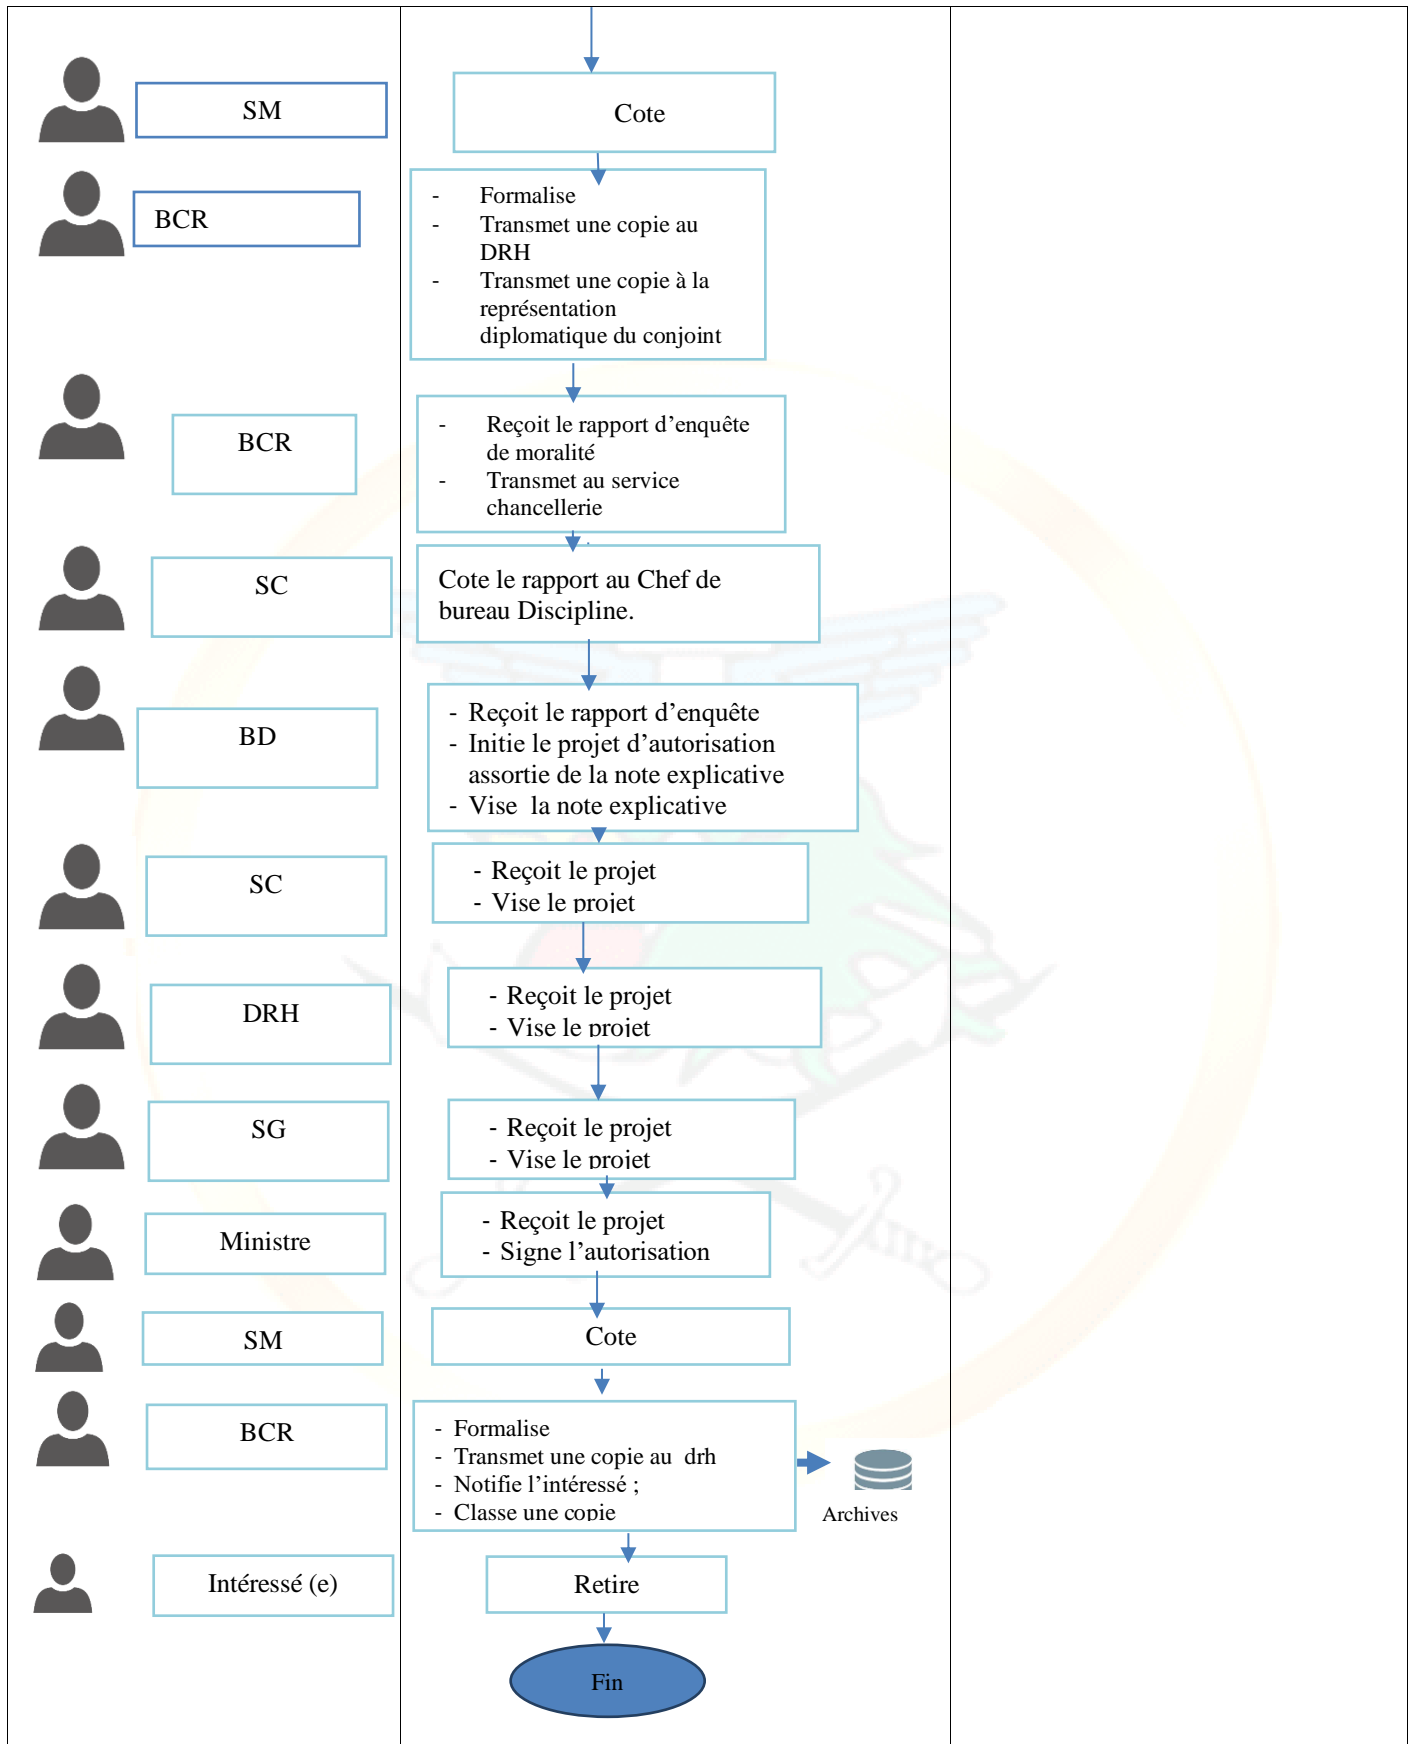 SM
Cote
BCR
- Formalise
- Transmet une copie au
DRH
- Transmet une copie à la
représentation
diplomatique du conjoint
BCR
- Reçoit le rapport d’enquête
de moralité
- Transmet au service
chancellerie
SC
Cote le rapport au Chef de
bureau Discipline.
BD
- Reçoit le rapport d’enquête
- Initie le projet d’autorisation
assortie de la note explicative
- Vise la note explicative
SC
- Reçoit le projet
- Vise le projet
DRH
- Reçoit le projet
- Vise le projet
SG
- Reçoit le projet
- Vise le projet
Ministre
- Reçoit le projet
- Signe l’autorisation
SM
Cote
BCR
- Formalise
- Transmet une copie au drh
- Notifie l’intéressé ;
- Classe une copie
Archives
Intéressé (e)
Retire
Fin